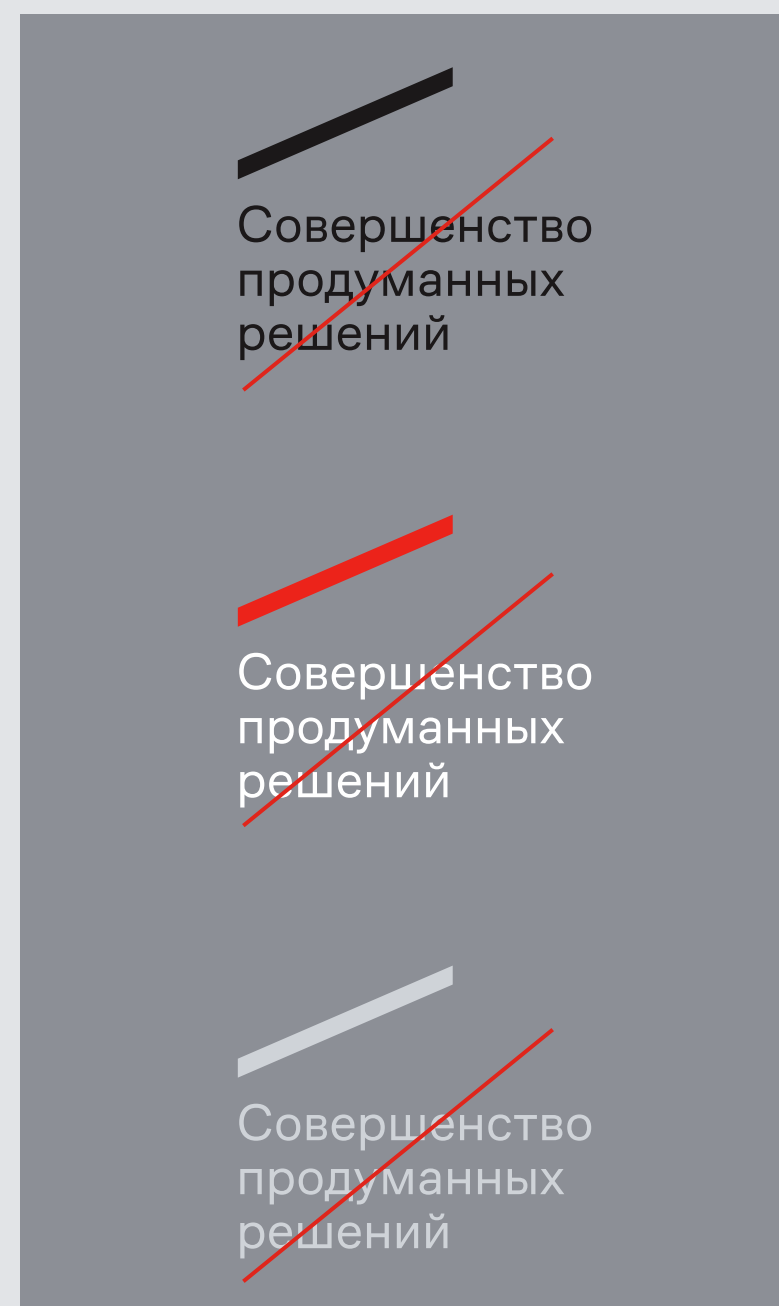 Совершенство
продуманных
решений
Совершенство
продуманных
решений
Совершенство
продуманных
решений